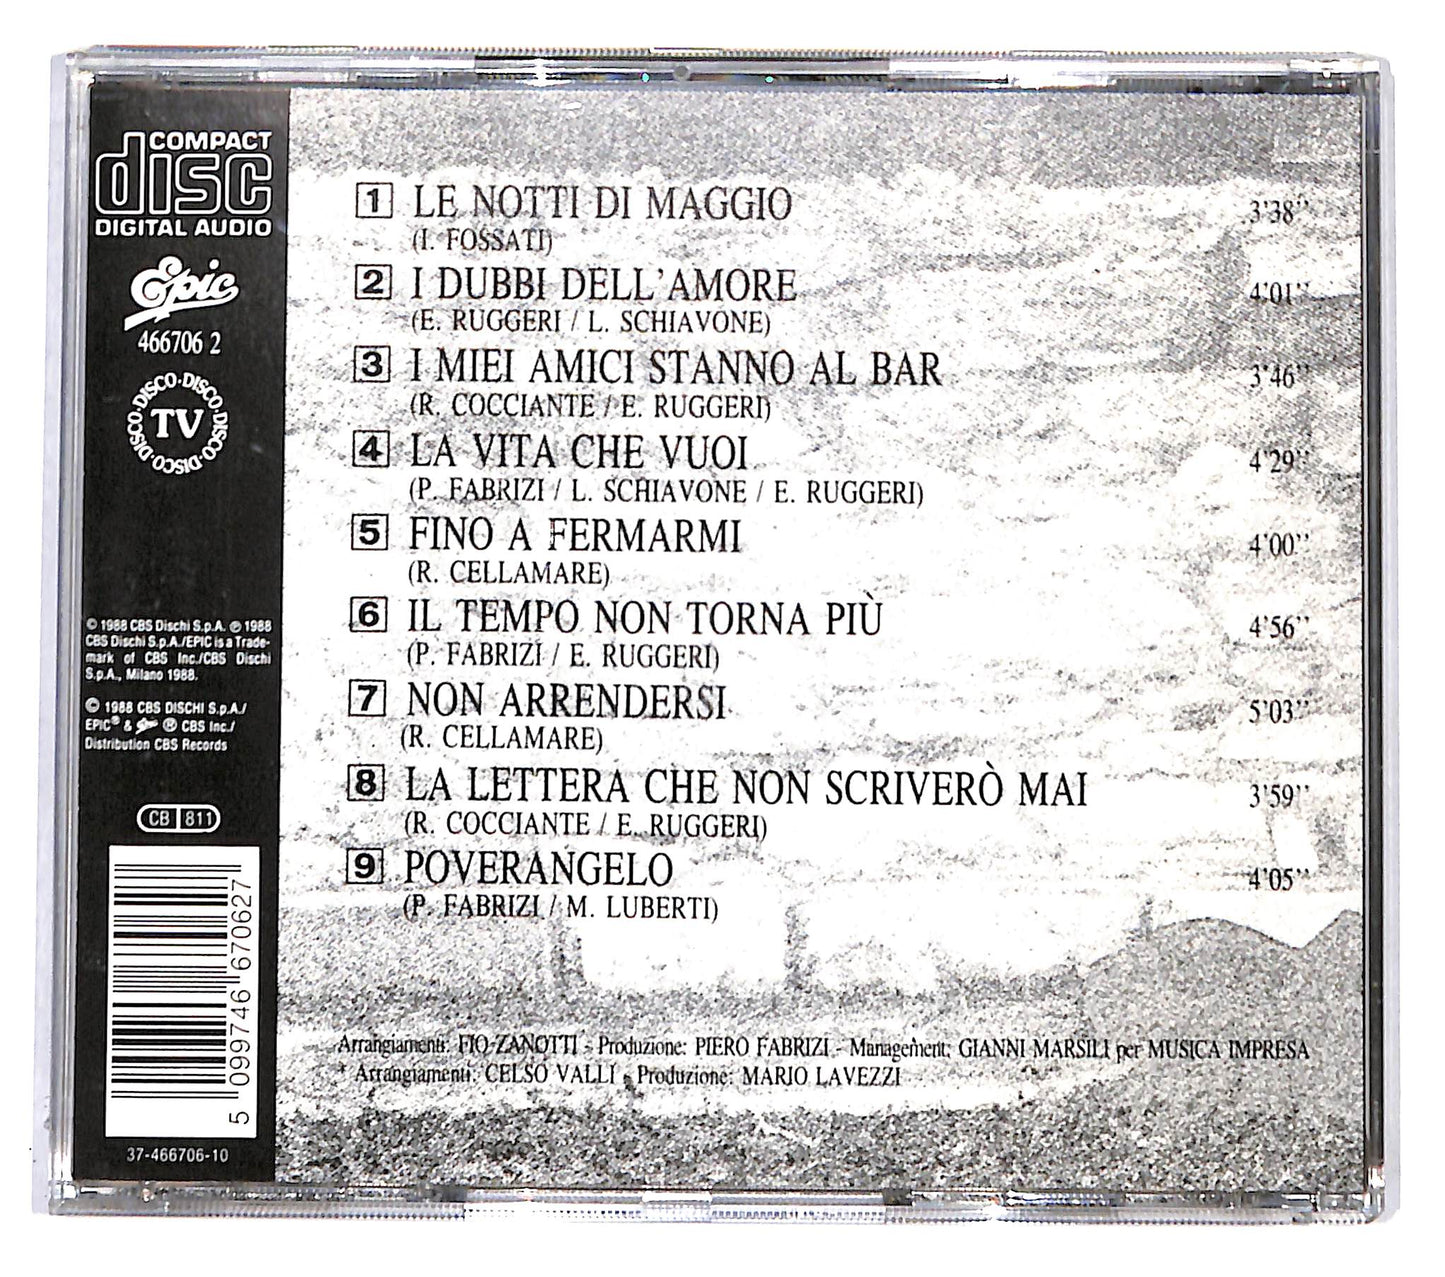 COMPACT
disc
DIGITAL AUDIO
Epic
466706 2
DISCO·DISCO·DISCO·DISCO·DISCO·
TV
© 1988 CBS Dischi S.p.A. ℗ 1988
CBS Dischi S.p.A./EPIC is a Trade-
mark of CBS Inc./CBS Dischi
S.p.A., Milano 1988.
© 1988 CBS DISCHI S.p.A./
EPIC® & ® CBS Inc./
Distribution CBS Records
CB 811
5 099746 670627
37-466706-10
1 LE NOTTI DI MAGGIO 3'38''
(I. FOSSATI)
2 I DUBBI DELL'AMORE 4'01''
(E. RUGGERI / L. SCHIAVONE)
3 I MIEI AMICI STANNO AL BAR 3'46''
(R. COCCIANTE / E. RUGGERI)
4 LA VITA CHE VUOI 4'29''
(P. FABRIZI / L. SCHIAVONE / E. RUGGERI)
5 FINO A FERMARMI 4'00''
(R. CELLAMARE)
6 IL TEMPO NON TORNA PIÙ 4'56''
(P. FABRIZI / E. RUGGERI)
7 NON ARRENDERSI 5'03''
(R. CELLAMARE)
8 LA LETTERA CHE NON SCRIVERÒ MAI 3'59''
(R. COCCIANTE / E. RUGGERI)
9 POVERANGELO 4'05''
(P. FABRIZI / M. LUBERTI)
Arrangiamenti: FIO ZANOTTI - Produzione: PIERO FABRIZI - Management: GIANNI MARSILI per MUSICA IMPRESA
* Arrangiamenti: CELSO VALLI - Produzione: MARIO LAVEZZI